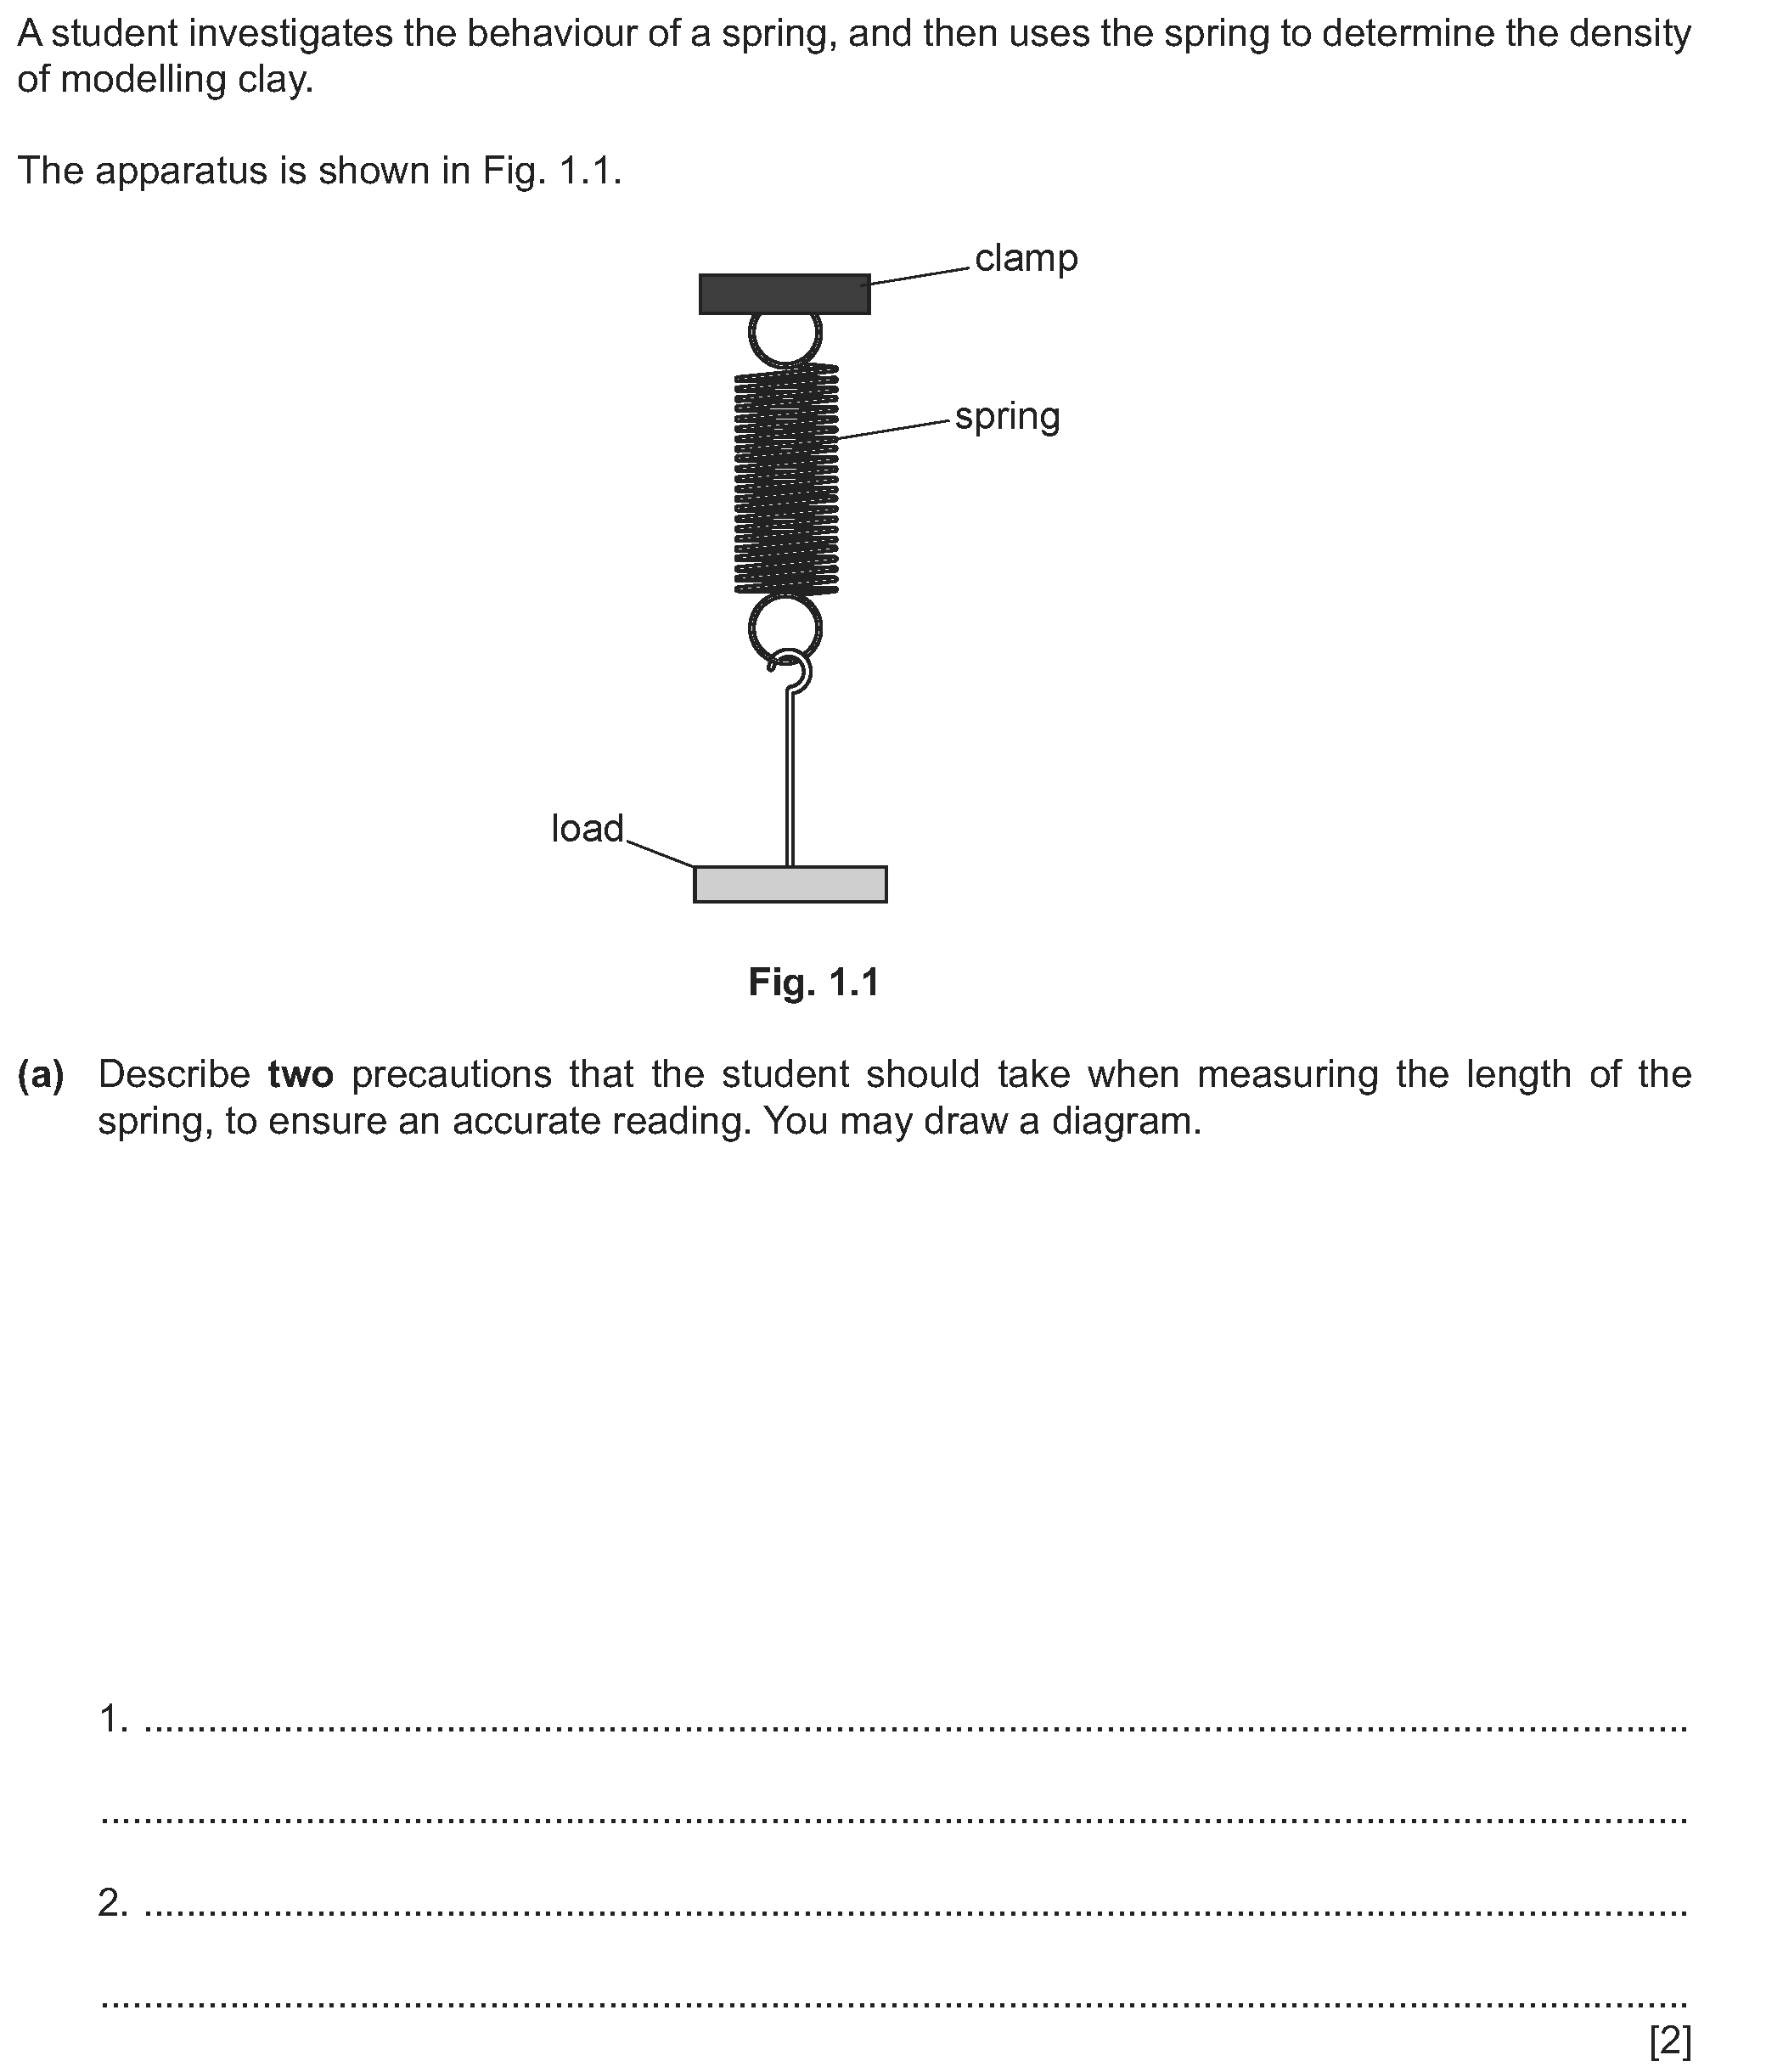 A student investigates the behaviour of a spring, and then uses the spring to determine the density
of modelling clay.
The apparatus is shown in Fig. 1.1.
clamp
spring
load
Fig. 1.1
(a) Describe two precautions that the student should take when measuring the length of the
spring, to ensure an accurate reading. You may draw a diagram.
1. ..............................................................................................................................................
..................................................................................................................................................
2. ..............................................................................................................................................
..................................................................................................................................................
[2]